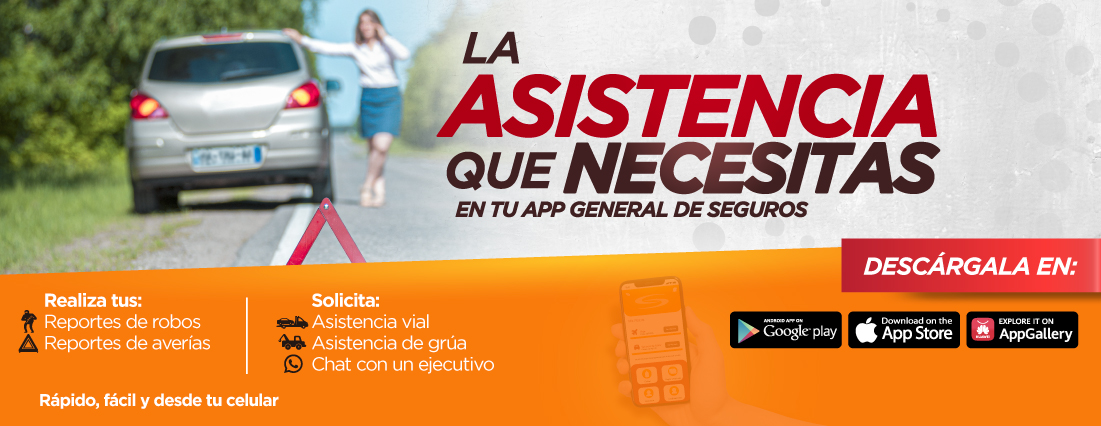 LA
ASISTENCIA
QUE NECESITAS
EN TU APP GENERAL DE SEGUROS
DESCÁRGALA EN:
Realiza tus:
Reportes de robos
Reportes de averías
Solicita:
Asistencia vial
Asistencia de grúa
Chat con un ejecutivo
Rápido, fácil y desde tu celular
ANDROID APP ON
Google play
Download on the
App Store
EXPLORE IT ON
AppGallery